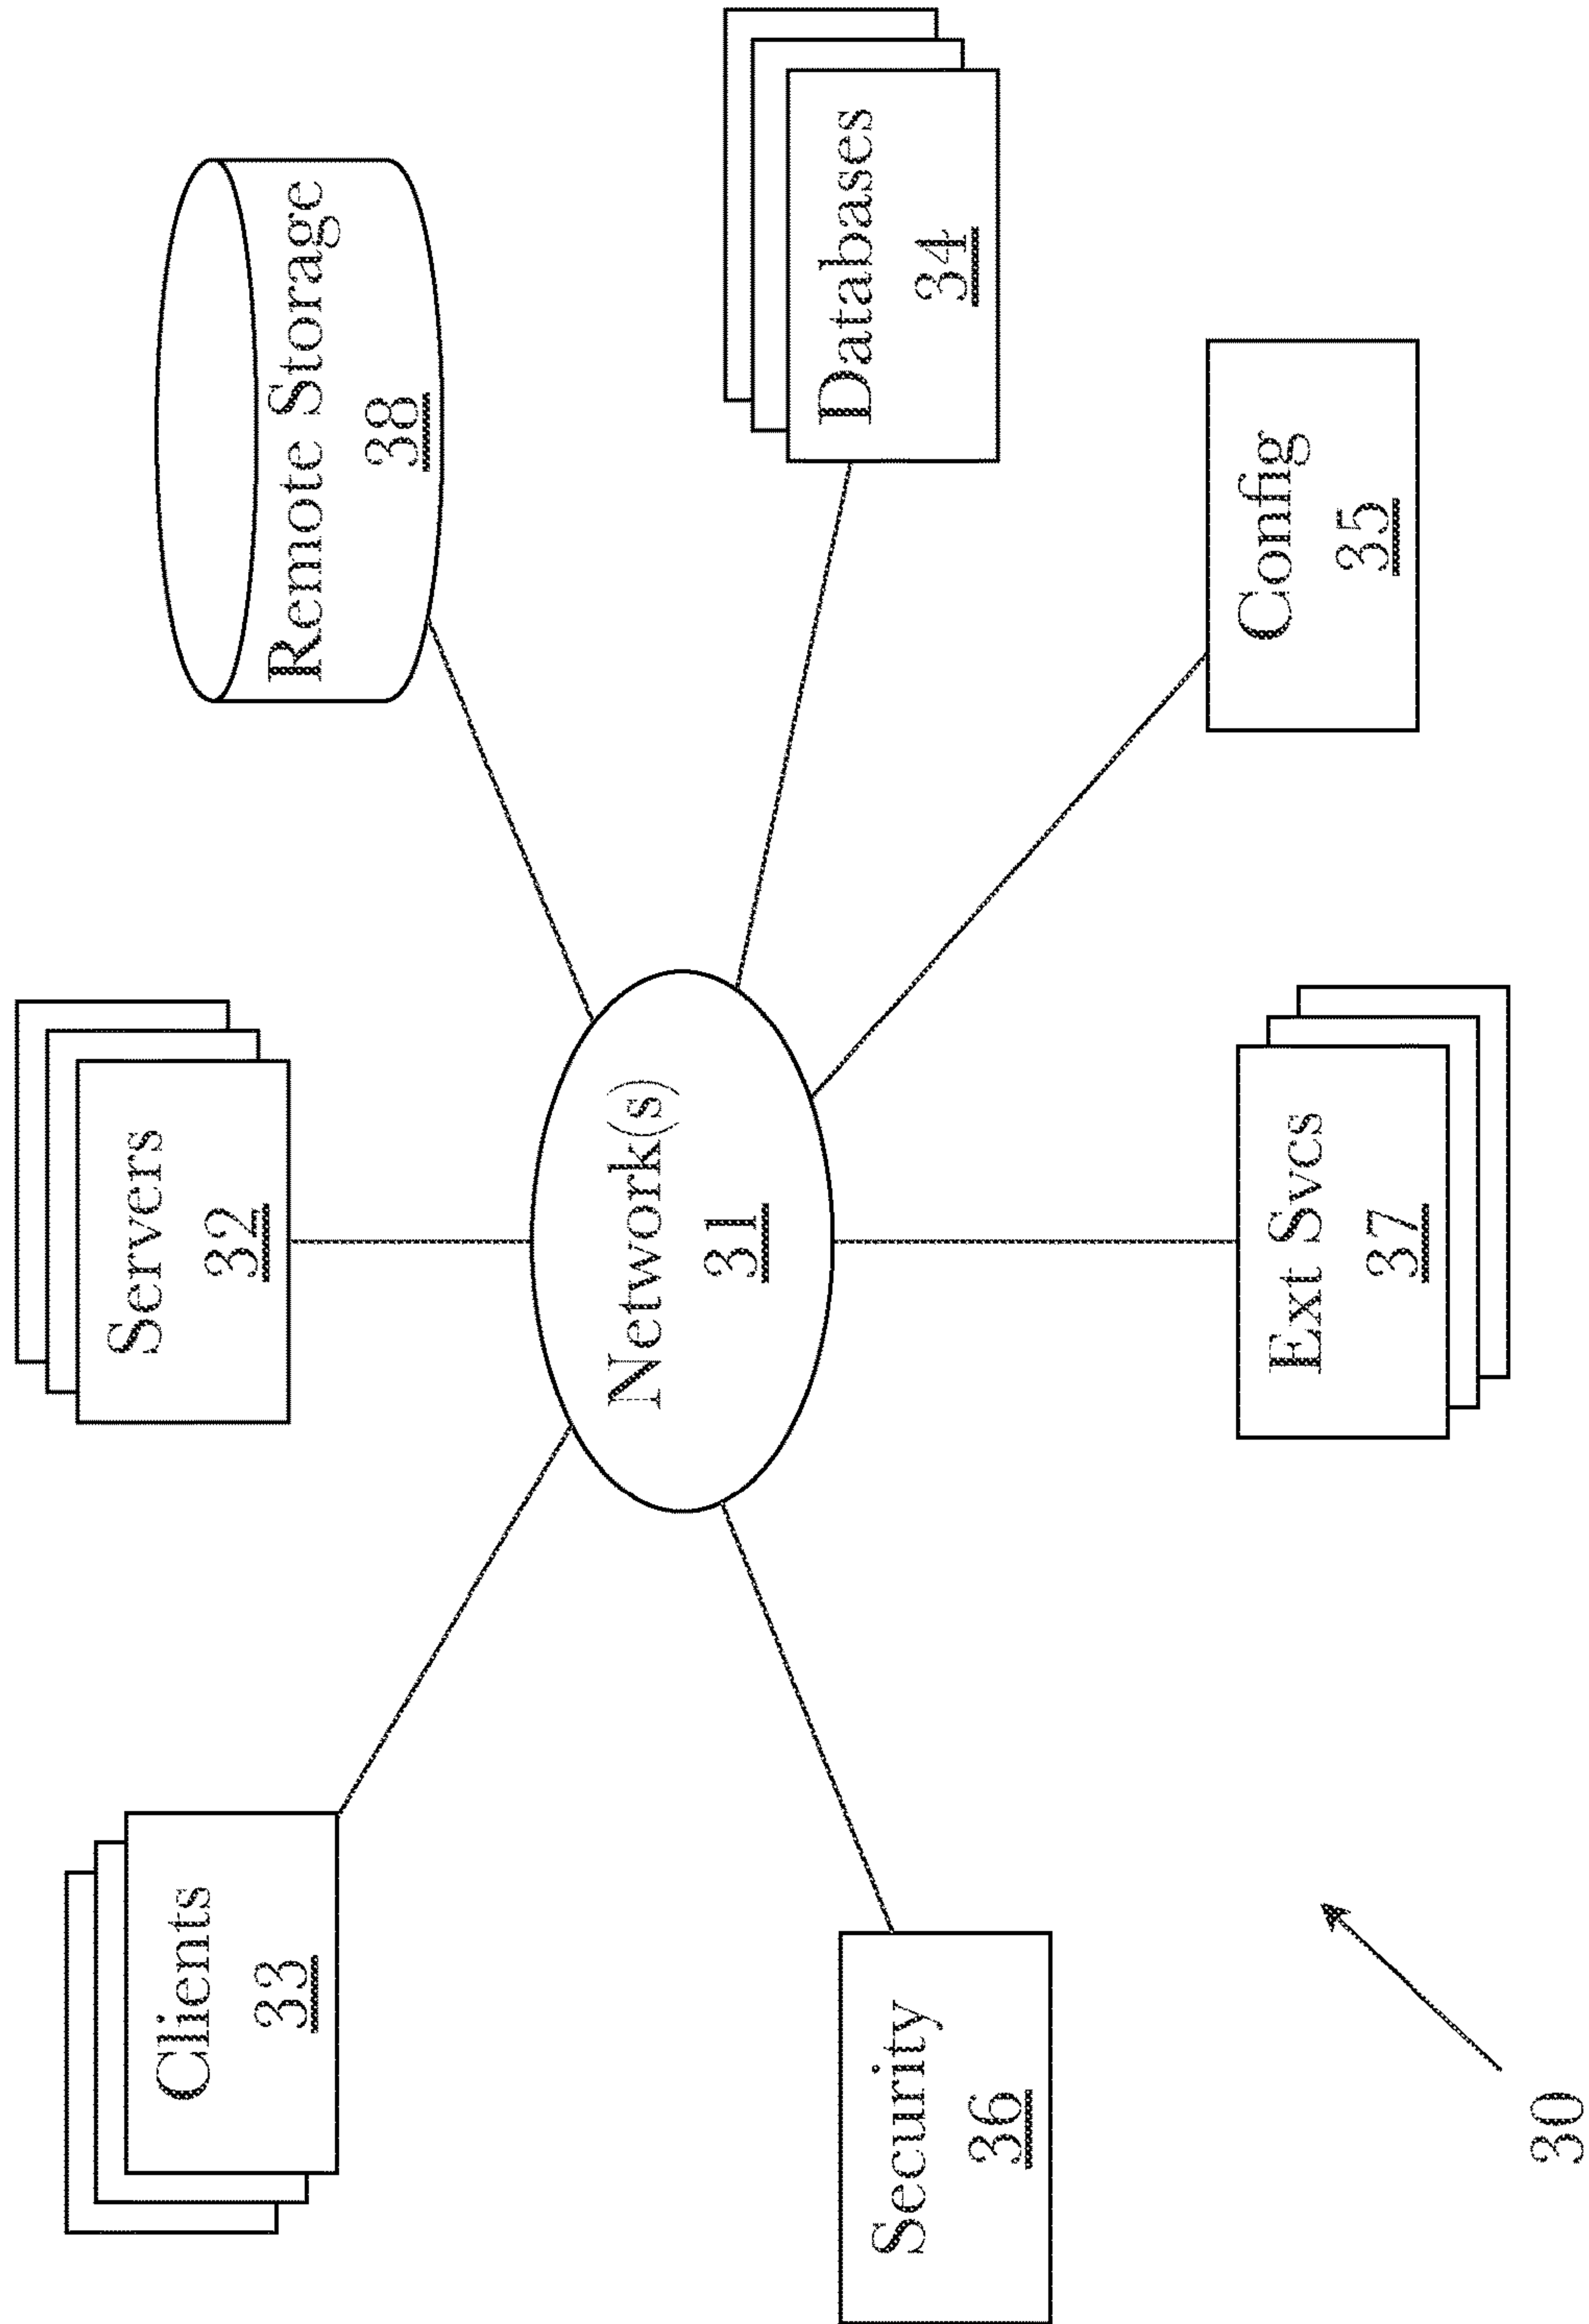 Servers
32
Clients
33
Remote Storage
38
Network(s)
31
Databases
34
Security
36
Ext Svcs
37
Config
35
30